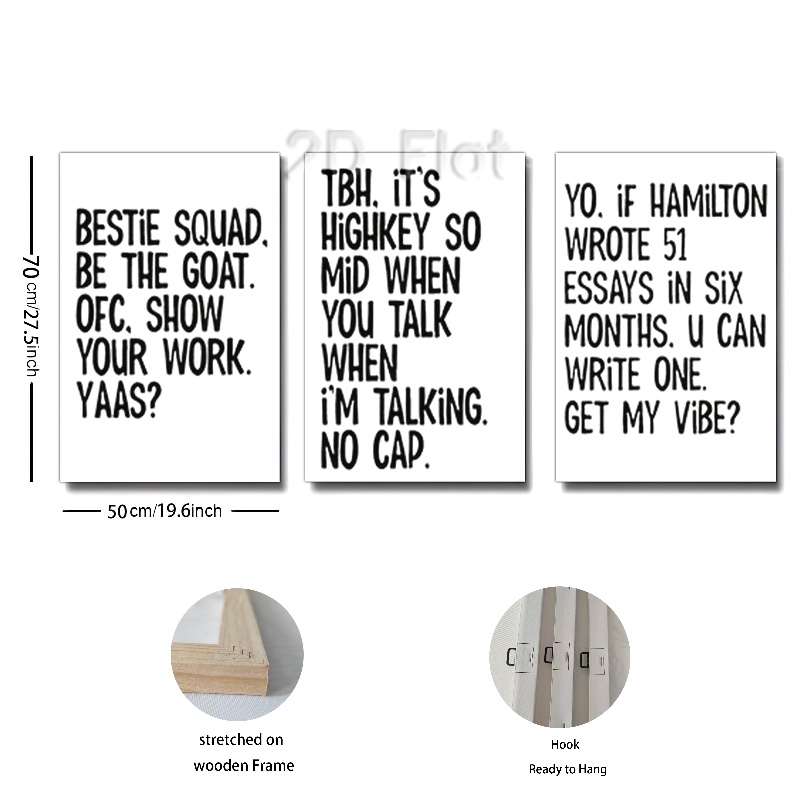 2D Flat
BESTiE SQUAD.
BE THE GOAT.
OFC. SHOW
YOUR WORK.
YAAS?
TBH. iT'S
HiGHKEY SO
MiD WHEN
YOU TALK
WHEN
i'M TALKiNG.
NO CAP.
YO. iF HAMiLTON
WROTE 51
ESSAYS iN SiX
MONTHS. U CAN
WRiTE ONE.
GET MY ViBE?
70 cm/27.5inch
50cm/19.6inch
stretched on
wooden Frame
Hook
Ready to Hang